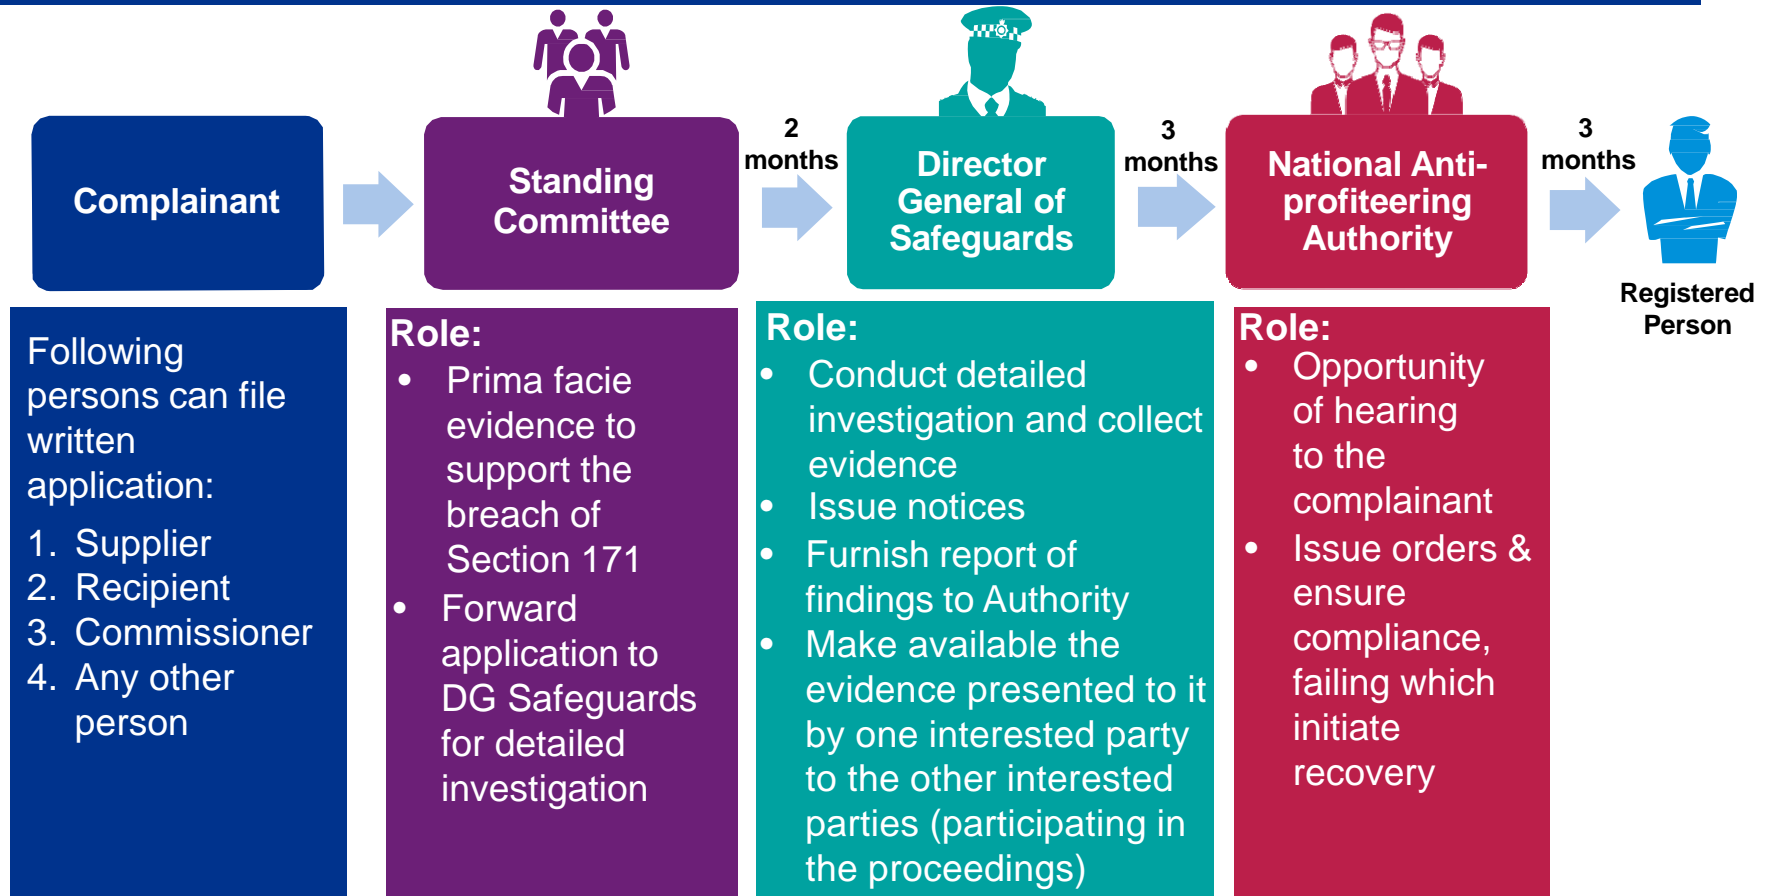 Complainant
Standing
Committee
2
months
Director
General of
Safeguards
3
months
National Anti-
profiteering
Authority
3
months
Registered
Person
Following
persons can file
written
application:
1. Supplier
2. Recipient
3. Commissioner
4. Any other
person
Role:
• Prima facie
evidence to
support the
breach of
Section 171
• Forward
application to
DG Safeguards
for detailed
investigation
Role:
• Conduct detailed
investigation and collect
evidence
• Issue notices
• Furnish report of
findings to Authority
• Make available the
evidence presented to it
by one interested party
to the other interested
parties (participating in
the proceedings)
Role:
• Opportunity
of hearing
to the
complainant
• Issue orders &
ensure
compliance,
failing which
initiate
recovery